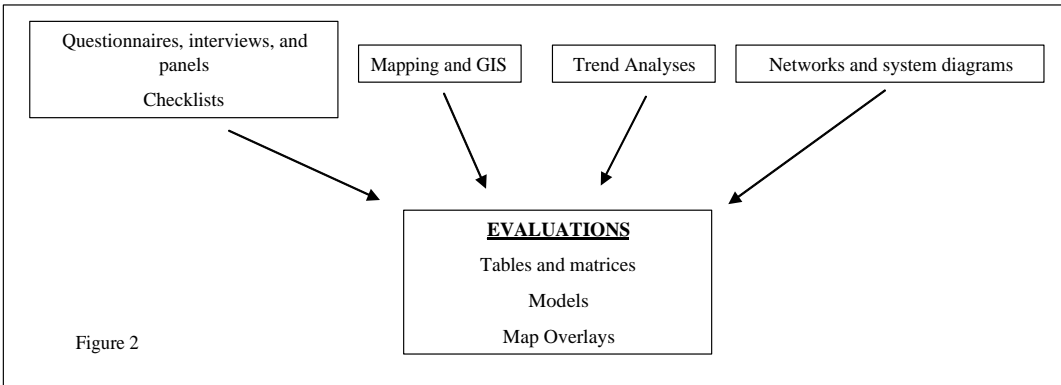 Questionnaires, interviews, and
panels
Checklists
Mapping and GIS
Trend Analyses
Networks and system diagrams
EVALUATIONS
Tables and matrices
Models
Map Overlays
Figure 2